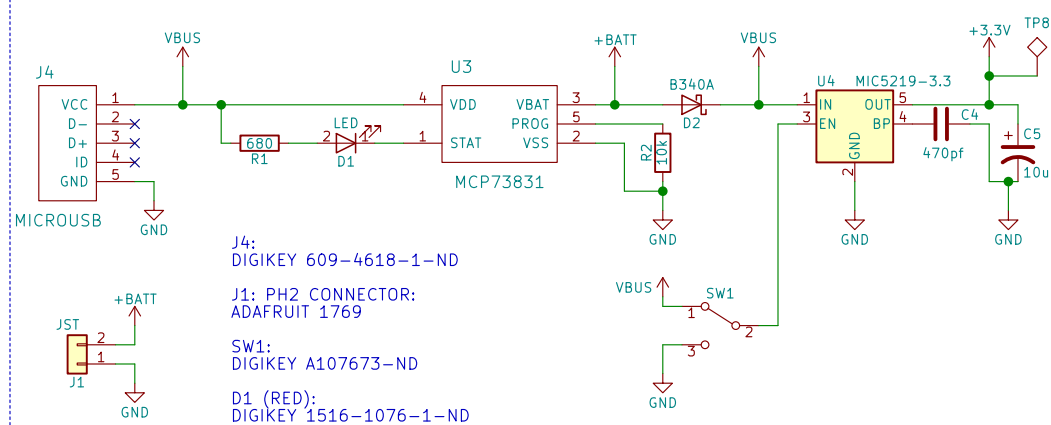 J4
MICROUSB
VCC 1
D- 2
D+ 3
ID 4
GND 5
GND
VBUS
680
R1
LED
2 1
D1
U3
MCP73831
4 VDD
1 STAT
VBAT 3
PROG 5
VSS 2
+BATT
R2
10k
GND
B340A
D2
VBUS
U4
MIC5219-3.3
1 IN
3 EN
OUT 5
BP 4
GND
2
GND
C4
470pf
+3.3V
TP8
+
C5
10u
GND
VBUS
SW1
1
2
3
GND
+BATT
JST
2
1
J1
GND
J4:
DIGIKEY 609-4618-1-ND
J1: PH2 CONNECTOR:
ADAFRUIT 1769
SW1:
DIGIKEY A107673-ND
D1 (RED):
DIGIKEY 1516-1076-1-ND